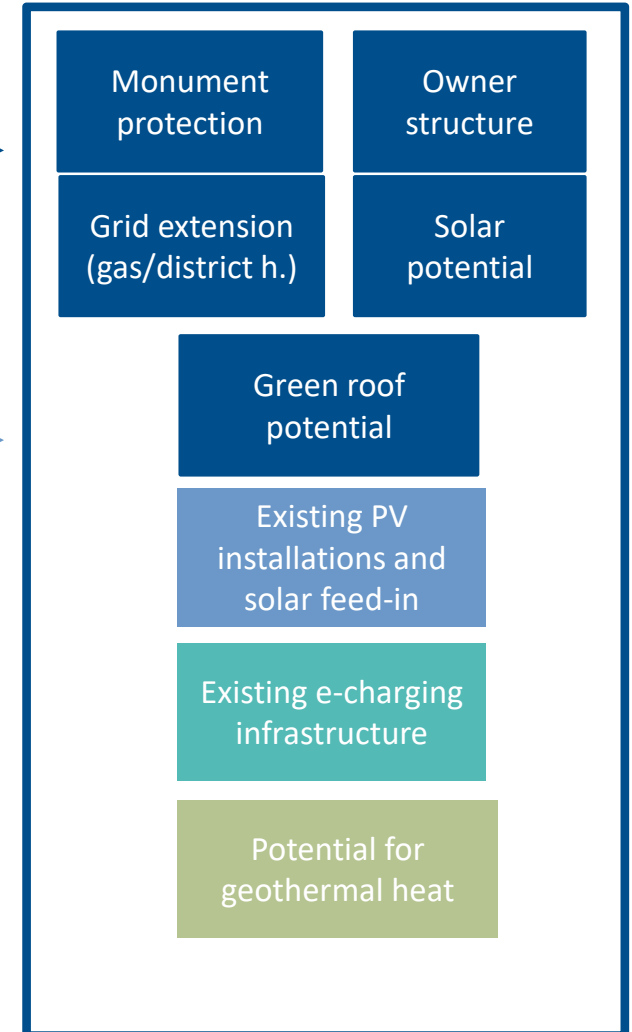 Monument
protection
Owner
structure
Grid extension
(gas/district h.)
Solar
potential
Green roof
potential
Existing PV
installations and
solar feed-in
Existing e-charging
infrastructure
Potential for
geothermal heat